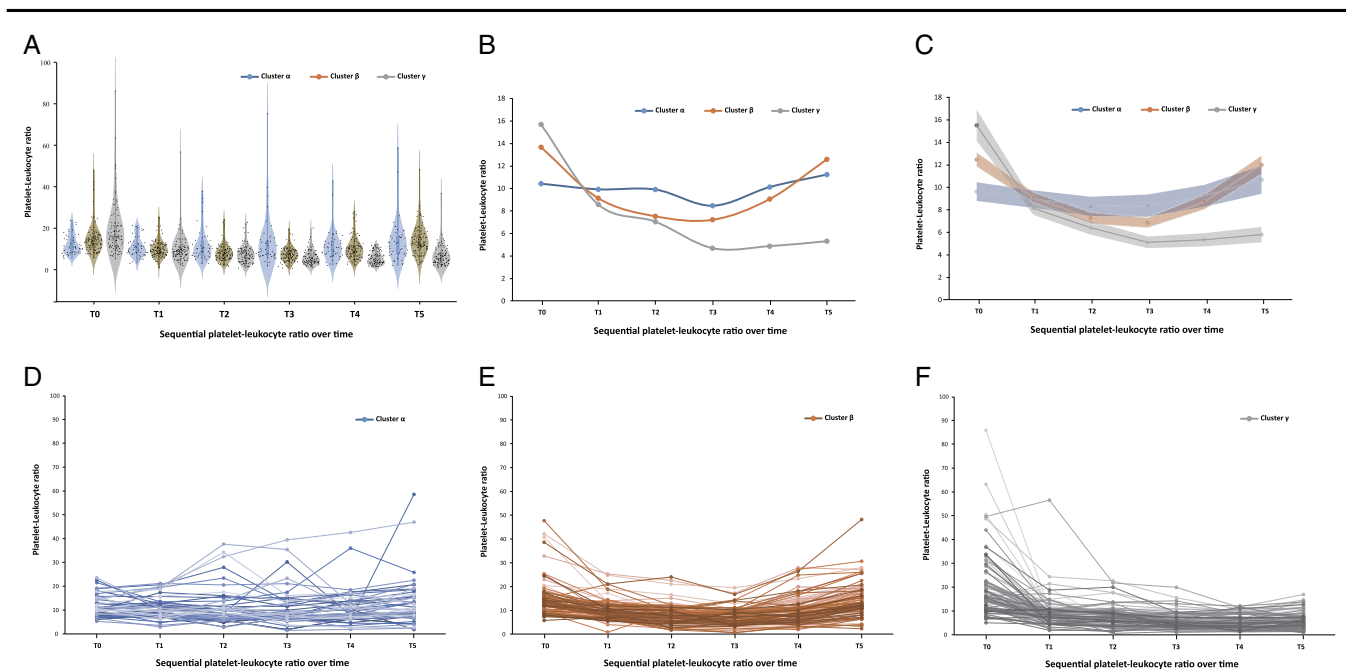 A
B
C
100
80
60
40
20
0
Cluster α
Cluster β
Cluster γ
Platelet-Leukocyte ratio
T0
T1
T2
T3
T4
T5
Sequential platelet-leukocyte ratio over time
18
16
14
12
10
8
6
4
2
0
Cluster α
Cluster β
Cluster γ
Platelet-Leukocyte ratio
T0
T1
T2
T3
T4
T5
Sequential platelet-leukocyte ratio over time
18
16
14
12
10
8
6
4
2
0
Cluster α
Cluster β
Cluster γ
Platelet-Leukocyte ratio
T0
T1
T2
T3
T4
T5
Sequential platelet-leukocyte ratio over time
D
E
F
100
90
80
70
60
50
40
30
20
10
0
Cluster α
Platelet-Leukocyte ratio
T0
T1
T2
T3
T4
T5
Sequential platelet-leukocyte ratio over time
100
90
80
70
60
50
40
30
20
10
0
Cluster β
Platelet-Leukocyte ratio
T0
T1
T2
T3
T4
T5
Sequential platelet-leukocyte ratio over time
100
90
80
70
60
50
40
30
20
10
0
Cluster γ
Platelet-Leukocyte ratio
T0
T1
T2
T3
T4
T5
Sequential platelet-leukocyte ratio over time